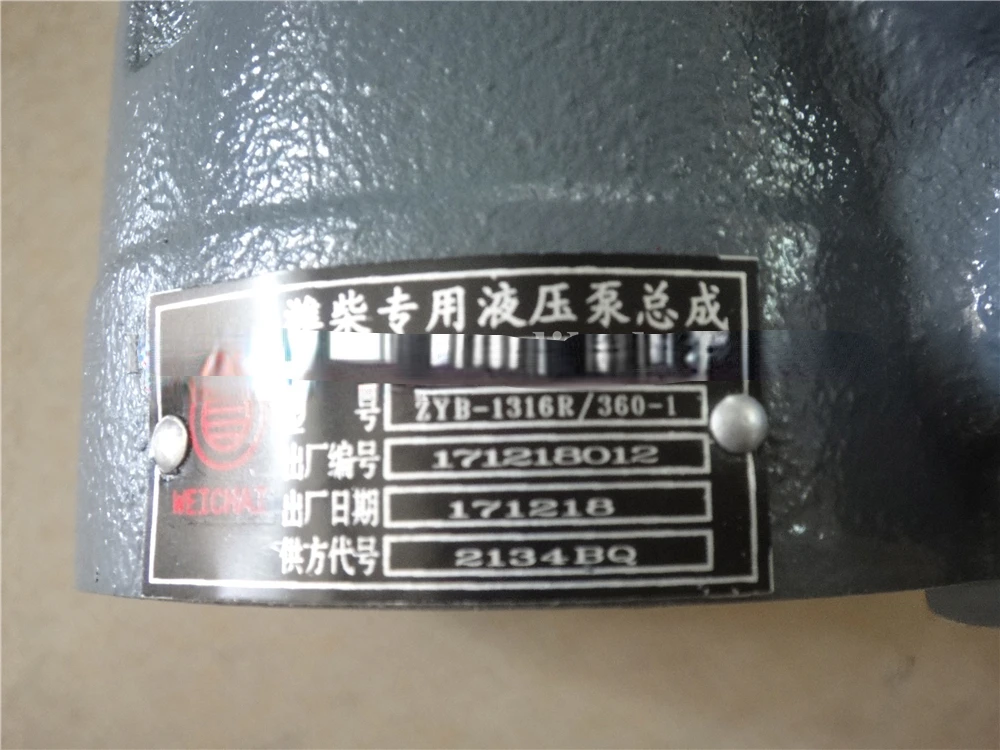 潍柴专用液压泵总成
号 ZYB-1316R/360-1
出厂编号 171218012
出厂日期 171218
供方代号 2134BQ
WEICHAI